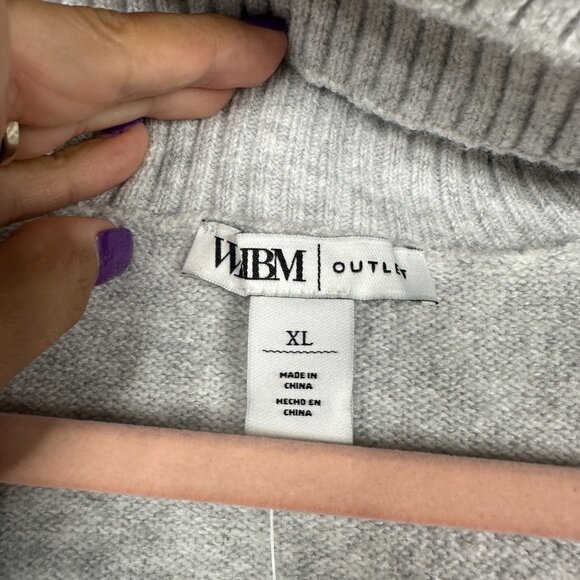 WHBM | OUTLET
XL
MADE IN
CHINA
HECHO EN
CHINA